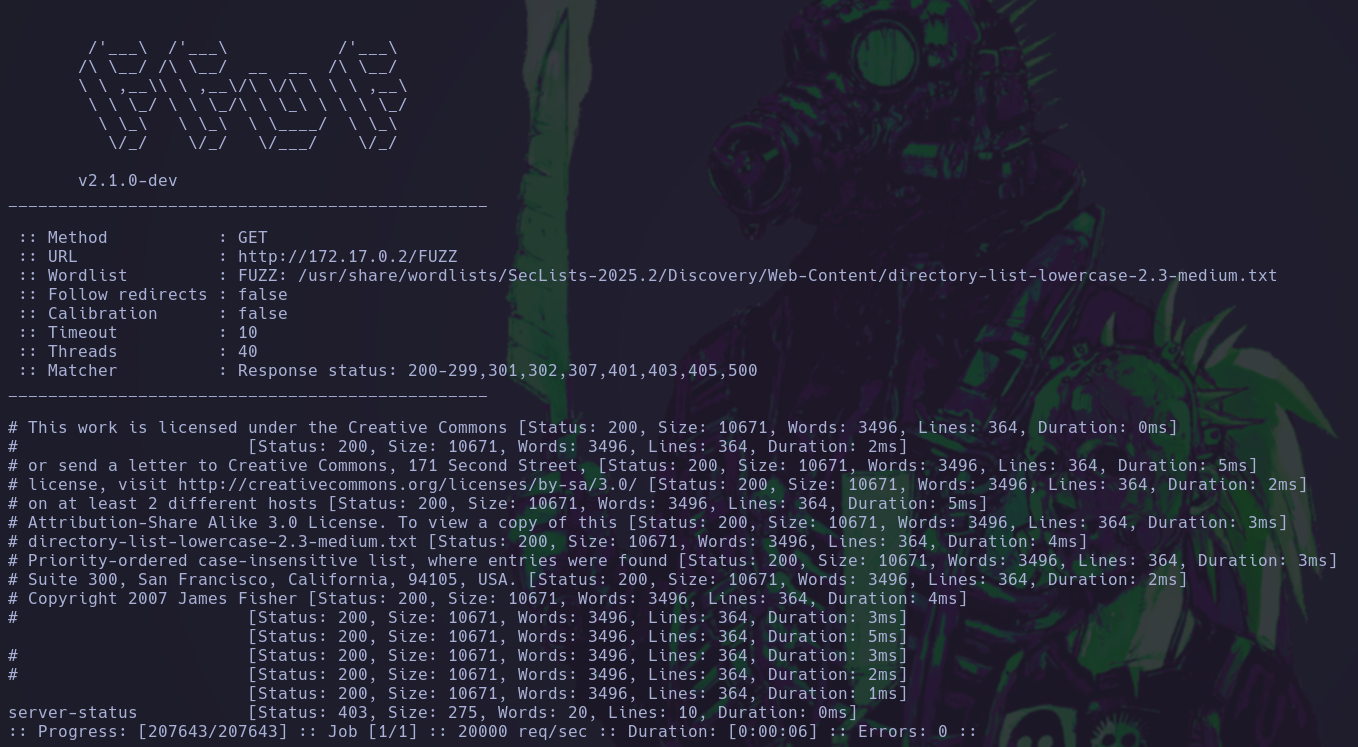 /'___\  /'___\           /'___\
       /\ \__/ /\ \__/  __  __  /\ \__/
       \ \ ,__\\ \ ,__\/\ \/\ \ \ \ ,__\
        \ \ \_/ \ \ \_/\ \ \_\ \ \ \ \_/
         \ \_\   \ \_\  \ \____/  \ \_\
          \/_/    \/_/   \/___/    \/_/
       v2.1.0-dev
________________________________________________
 :: Method           : GET
 :: URL              : http://172.17.0.2/FUZZ
 :: Wordlist         : FUZZ: /usr/share/wordlists/SecLists-2025.2/Discovery/Web-Content/directory-list-lowercase-2.3-medium.txt
 :: Follow redirects : false
 :: Calibration      : false
 :: Timeout          : 10
 :: Threads          : 40
 :: Matcher          : Response status: 200-299,301,302,307,401,403,405,500
________________________________________________
# This work is licensed under the Creative Commons [Status: 200, Size: 10671, Words: 3496, Lines: 364, Duration: 0ms]
#                       [Status: 200, Size: 10671, Words: 3496, Lines: 364, Duration: 2ms]
# or send a letter to Creative Commons, 171 Second Street, [Status: 200, Size: 10671, Words: 3496, Lines: 364, Duration: 5ms]
# license, visit http://creativecommons.org/licenses/by-sa/3.0/ [Status: 200, Size: 10671, Words: 3496, Lines: 364, Duration: 2ms]
# on at least 2 different hosts [Status: 200, Size: 10671, Words: 3496, Lines: 364, Duration: 5ms]
# Attribution-Share Alike 3.0 License. To view a copy of this [Status: 200, Size: 10671, Words: 3496, Lines: 364, Duration: 3ms]
# directory-list-lowercase-2.3-medium.txt [Status: 200, Size: 10671, Words: 3496, Lines: 364, Duration: 4ms]
# Priority-ordered case-insensitive list, where entries were found [Status: 200, Size: 10671, Words: 3496, Lines: 364, Duration: 3ms]
# Suite 300, San Francisco, California, 94105, USA. [Status: 200, Size: 10671, Words: 3496, Lines: 364, Duration: 2ms]
# Copyright 2007 James Fisher [Status: 200, Size: 10671, Words: 3496, Lines: 364, Duration: 4ms]
#                       [Status: 200, Size: 10671, Words: 3496, Lines: 364, Duration: 3ms]
                        [Status: 200, Size: 10671, Words: 3496, Lines: 364, Duration: 5ms]
#                       [Status: 200, Size: 10671, Words: 3496, Lines: 364, Duration: 3ms]
#                       [Status: 200, Size: 10671, Words: 3496, Lines: 364, Duration: 2ms]
                        [Status: 200, Size: 10671, Words: 3496, Lines: 364, Duration: 1ms]
server-status           [Status: 403, Size: 275, Words: 20, Lines: 10, Duration: 0ms]
:: Progress: [207643/207643] :: Job [1/1] :: 20000 req/sec :: Duration: [0:00:06] :: Errors: 0 ::